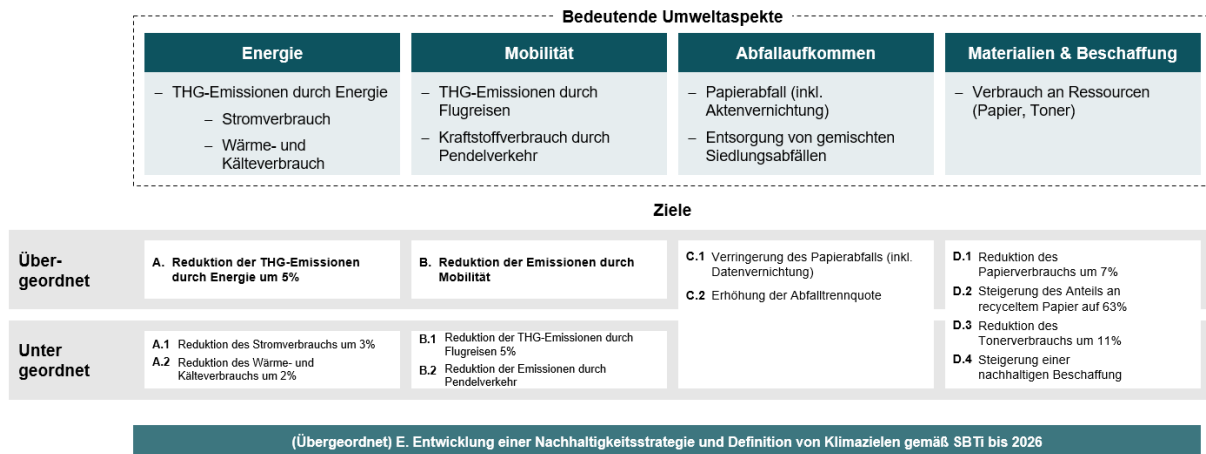 Bedeutende Umweltaspekte
Energie
– THG-Emissionen durch Energie
– Stromverbrauch
– Wärme- und
Kälteverbrauch
Mobilität
– THG-Emissionen durch
Flugreisen
– Kraftstoffverbrauch durch
Pendelverkehr
Abfallaufkommen
– Papierabfall (inkl.
Aktenvernichtung)
– Entsorgung von gemischten
Siedlungsabfällen
Materialien & Beschaffung
– Verbrauch an Ressourcen
(Papier, Toner)
Ziele
Über-
geordnet
A. Reduktion der THG-Emissionen
durch Energie um 5%
B. Reduktion der Emissionen durch
Mobilität
C.1 Verringerung des Papierabfalls (inkl.
Datenvernichtung)
C.2 Erhöhung der Abfalltrennquote
D.1 Reduktion des
Papierverbrauchs um 7%
D.2 Steigerung des Anteils an
recyceltem Papier auf 63%
D.3 Reduktion des
Tonerverbrauchs um 11%
D.4 Steigerung einer
nachhaltigen Beschaffung
Unter
geordnet
A.1 Reduktion des Stromverbrauchs um 3%
A.2 Reduktion des Wärme- und
Kälteverbrauchs um 2%
B.1 Reduktion der THG-Emissionen durch
Flugreisen 5%
B.2 Reduktion der Emissionen durch
Pendelverkehr
(Übergeordnet) E. Entwicklung einer Nachhaltigkeitsstrategie und Definition von Klimazielen gemäß SBTi bis 2026